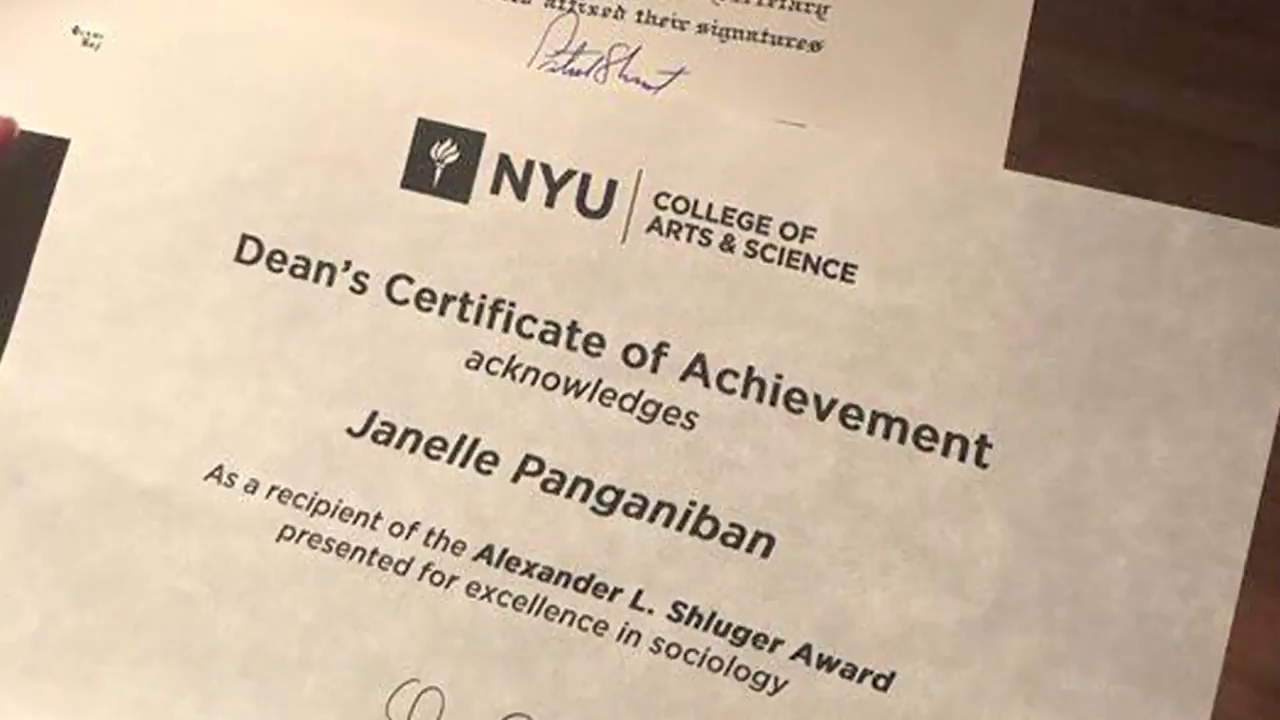 affixed their signatures
NYU
COLLEGE OF
ARTS & SCIENCE
Dean's Certificate of Achievement
acknowledges
Janelle Panganiban
As a recipient of the Alexander L. Shluger Award
presented for excellence in sociology